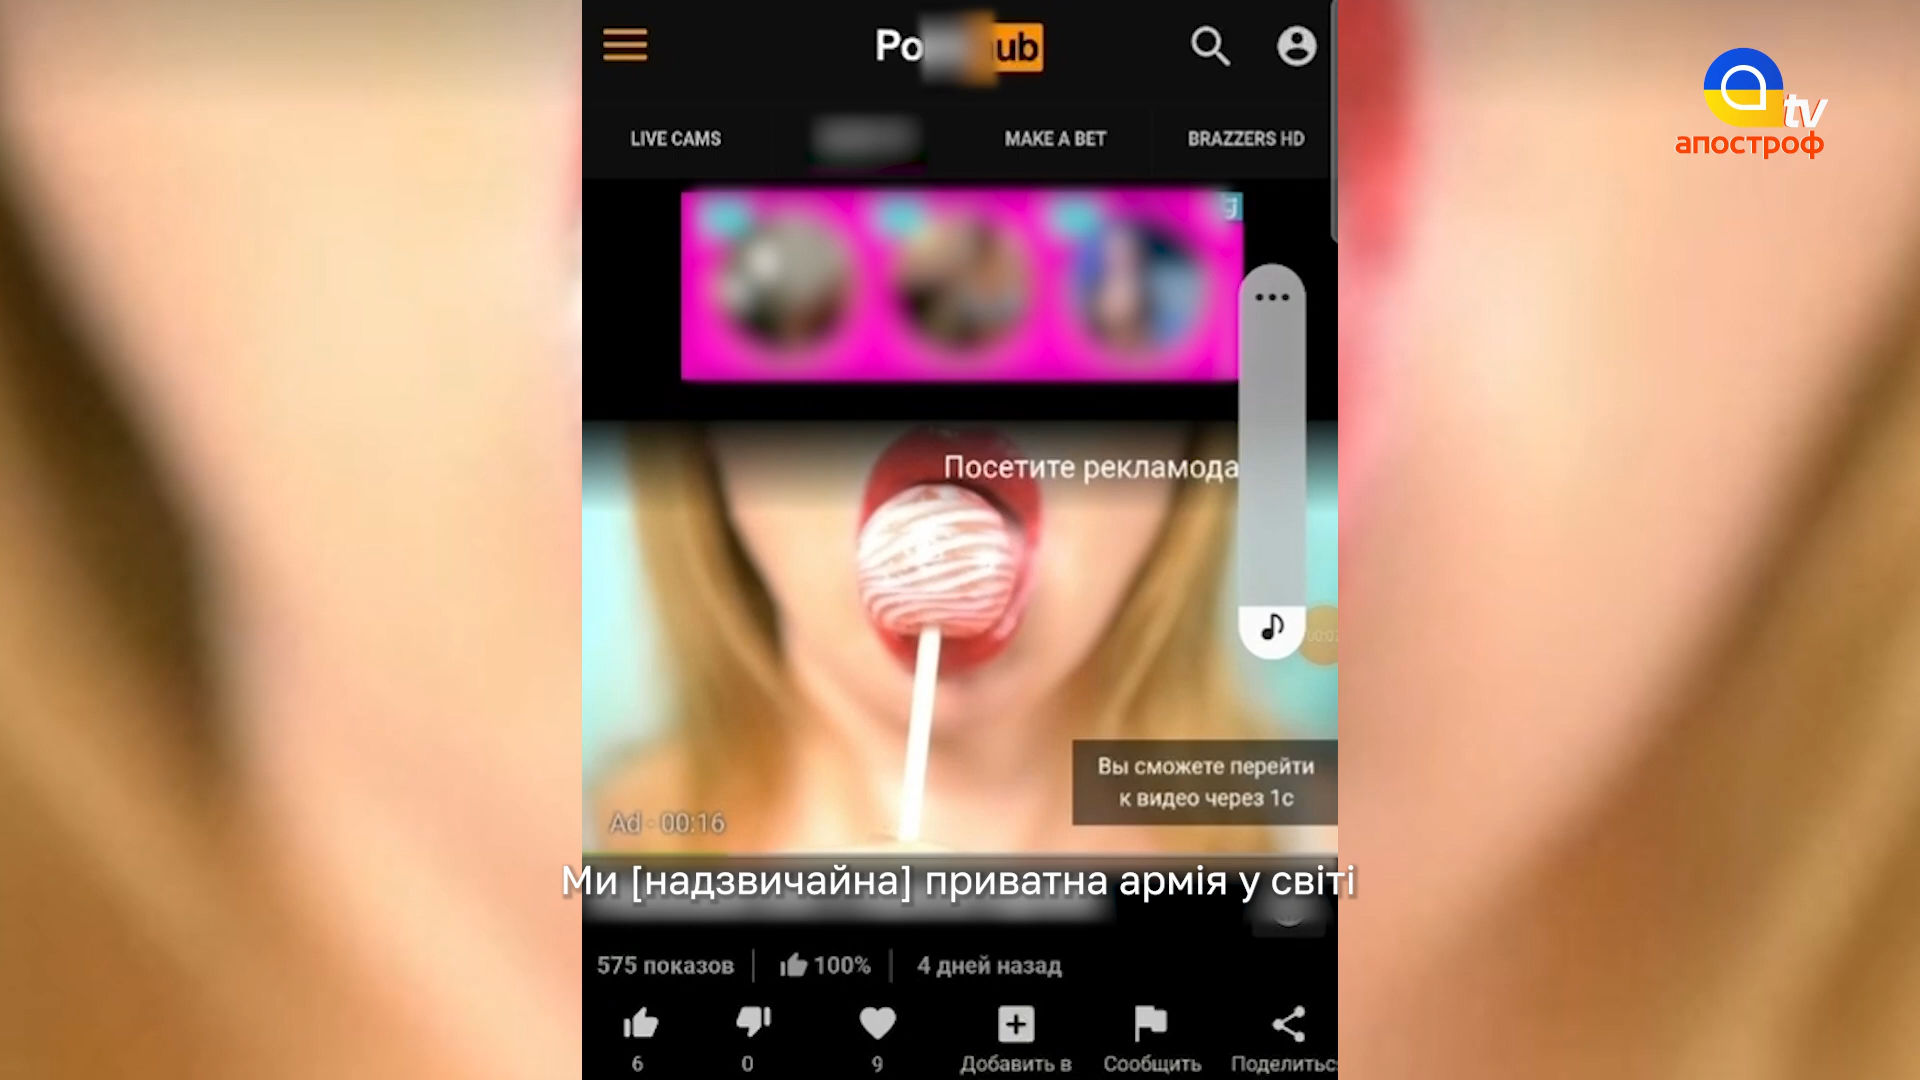 Po ub
tv
апостроф
LIVE CAMS
MAKE A BET
BRAZZERS HD
Посетите рекламода
00:0
Вы сможете перейти
к видео через 1с
Ad - 00:16
Ми [надзвичайна] приватна армія у світі
575 показов
100%
4 дней назад
6
0
9
Добавить в
Сообщить
Поделитьс